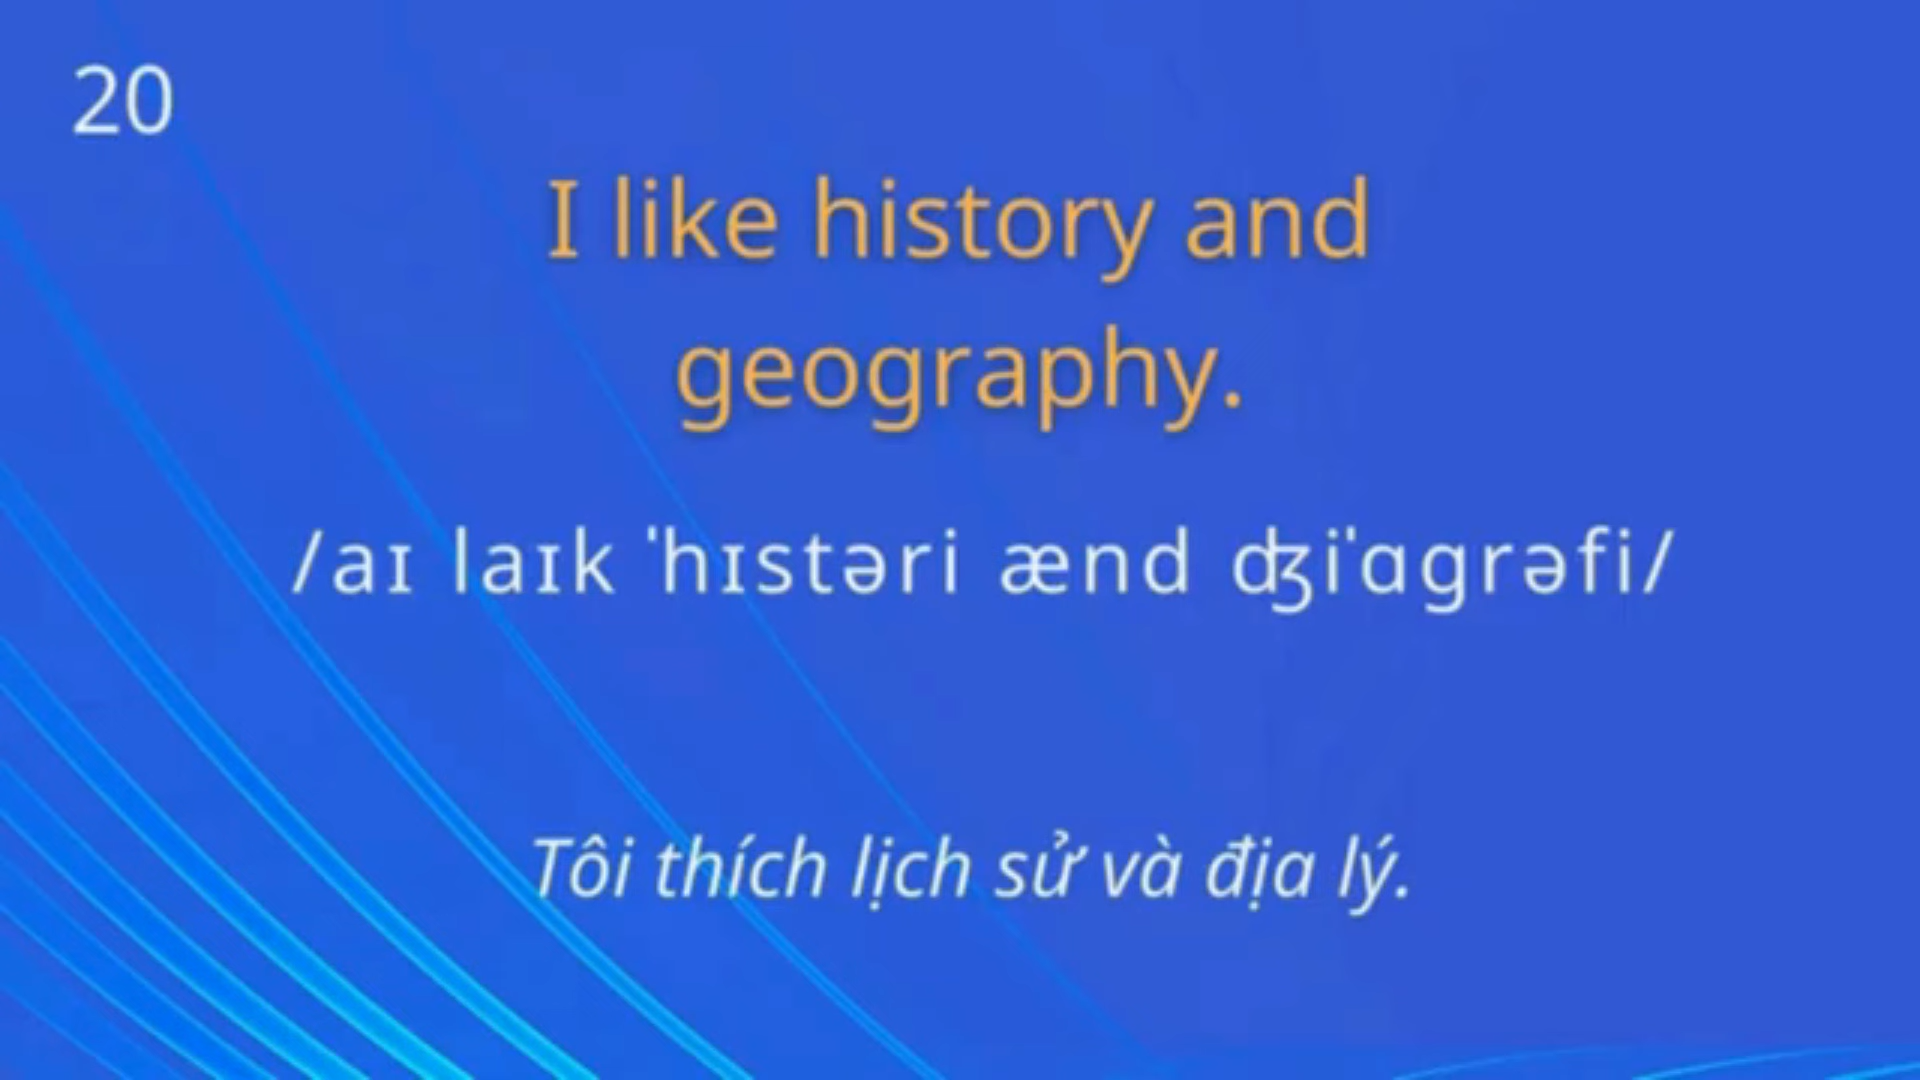 20
I like history and
geography.
/aɪ laɪk ˈhɪstəri ænd ʤiˈɑgrəfi/
Tôi thích lịch sử và địa lý.